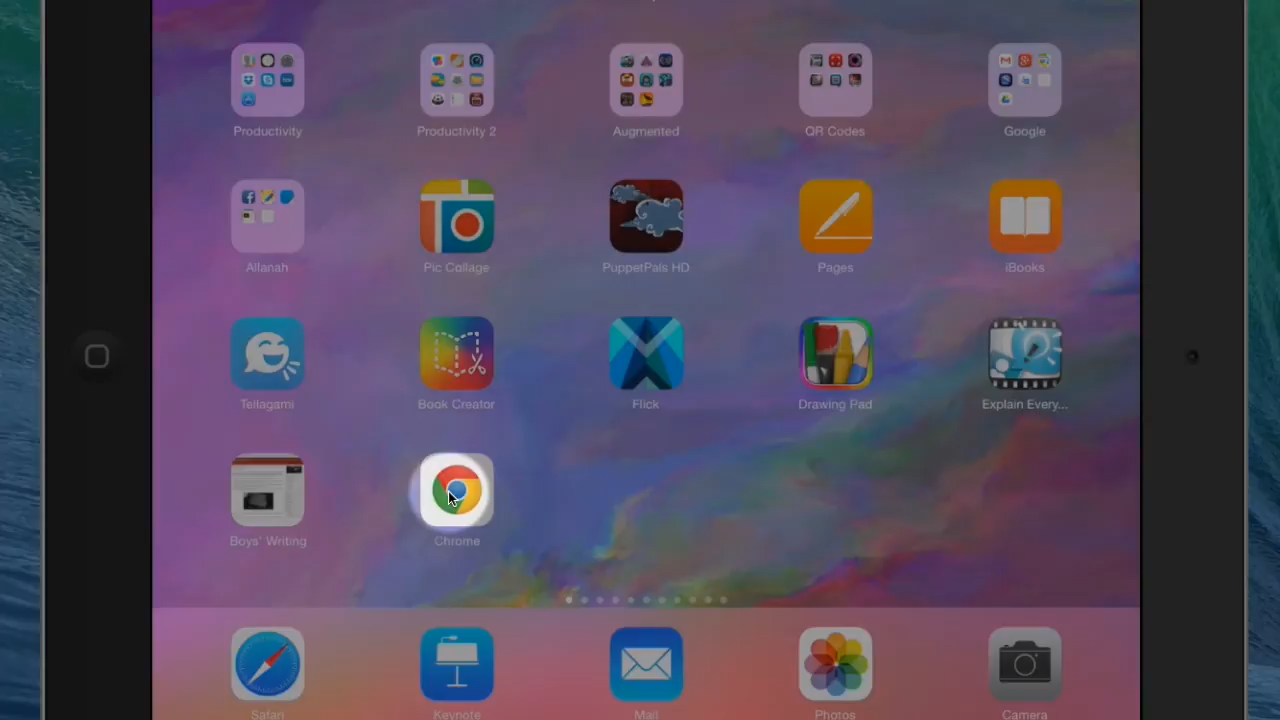 Productivity
Productivity 2
Augmented
QR Codes
Google
Allanah
Pic Collage
PuppetPals HD
Pages
iBooks
Tellagami
Book Creator
Flick
Drawing Pad
Explain Every...
Boys' Writing
Chrome
Safari
Keynote
Mail
Photos
Camera